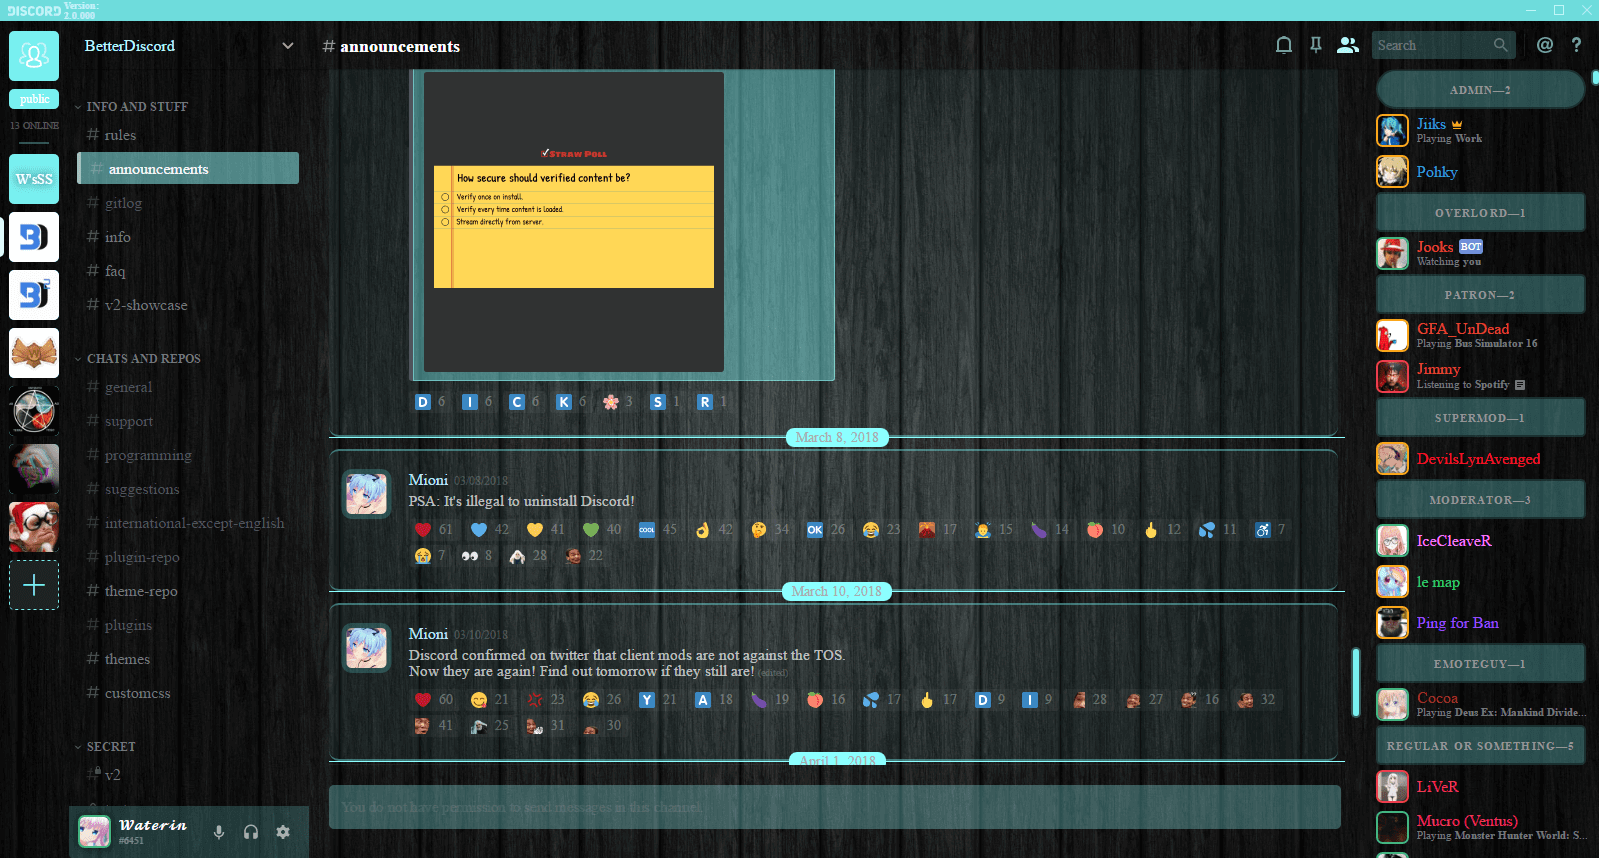 DISCORD Version: 2.0.000
public
13 ONLINE
W'sSS
BetterDiscord
INFO AND STUFF
# rules
# announcements
# gitlog
# info
# faq
# v2-showcase
CHATS AND REPOS
# general
# support
# programming
# suggestions
# international-except-english
# plugin-repo
# theme-repo
# plugins
# themes
# customcss
SECRET
# v2
Waterin
#6451
# announcements
Search
@ ?
STRAW POLL
How secure should verified content be?
Verify once on install.
Verify every time content is loaded.
Stream directly from server.
D 6 I 6 C 6 K 6 3 S 1 R 1
March 8, 2018
Mioni 03/08/2018
PSA: It's illegal to uninstall Discord!
61 42 41 40 COOL 45 42 34 OK 26 23 17 15 14 10 12 11 7
7 8 28 22
March 10, 2018
Mioni 03/10/2018
Discord confirmed on twitter that client mods are not against the TOS.
Now they are again! Find out tomorrow if they still are! (edited)
60 21 23 26 Y 21 A 18 19 16 17 17 D 9 I 9 28 27 16 32
41 25 31 30
April 1, 2018
You do not have permission to send messages in this channel.
ADMIN—2
Jiiks
Playing Work
Pohky
OVERLORD—1
Jooks BOT
Watching you
PATRON—2
GFA_UnDead
Playing Bus Simulator 16
Jimmy
Listening to Spotify
SUPERMOD—1
DevilsLynAvenged
MODERATOR—3
IceCleaveR
le map
Ping for Ban
EMOTEGUY—1
Cocoa
Playing Deus Ex: Mankind Divide...
REGULAR OR SOMETHING—5
LiVeR
Mucro (Ventus)
Playing Monster Hunter World: S...